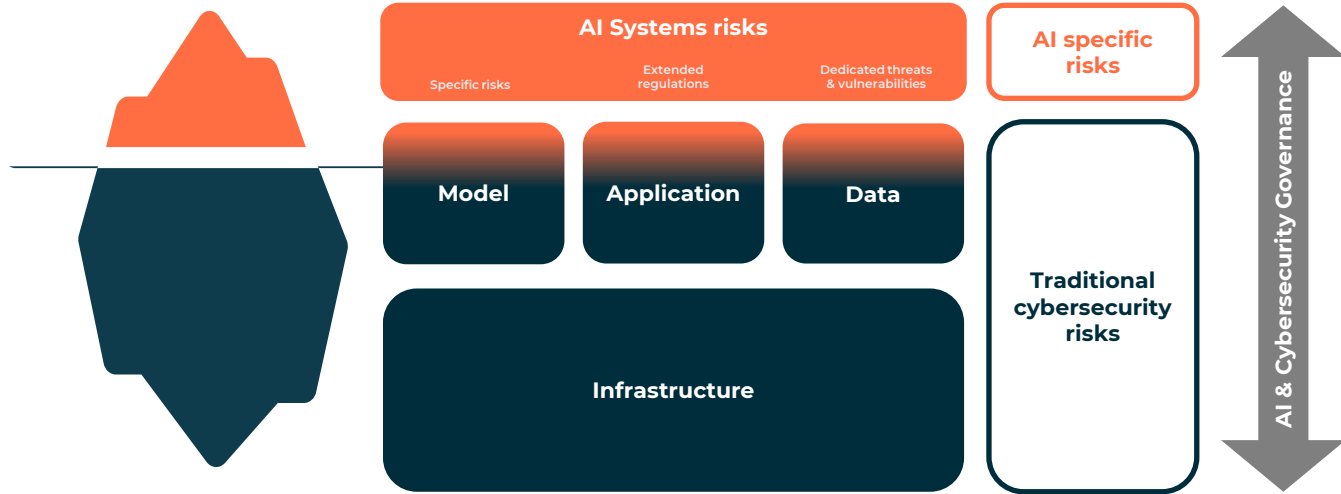 AI Systems risks
Specific risks
Extended
regulations
Dedicated threats
& vulnerabilities
AI specific
risks
Model
Application
Data
Traditional
cybersecurity
risks
Infrastructure
AI & Cybersecurity Governance